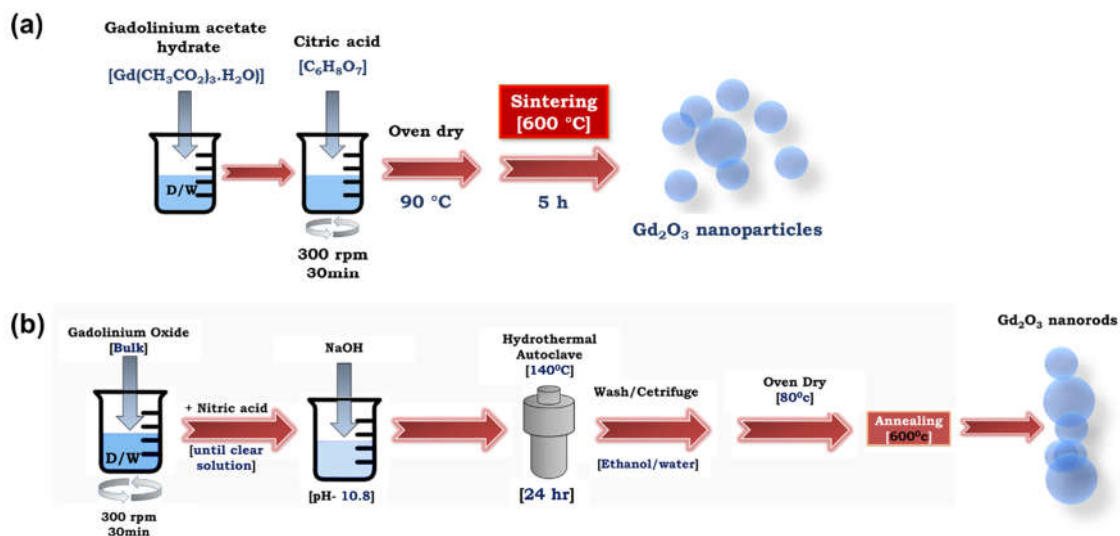 (a)
Gadolinium acetate
hydrate
[Gd(CH₃CO₂)₃.H₂O)]
D/W
Citric acid
[C₆H₈O₇]
300 rpm
30min
Oven dry
90 °C
Sintering
[600 °C]
5 h
Gd₂O₃ nanoparticles
(b)
Gadolinium Oxide
[Bulk]
D/W
300 rpm
30min
+ Nitric acid
[until clear
solution]
NaOH
[pH- 10.8]
Hydrothermal
Autoclave
[140⁰C]
[24 hr]
Wash/Cetrifuge
[Ethanol/water]
Oven Dry
[80⁰c]
Annealing
[600⁰c]
Gd₂O₃ nanorods